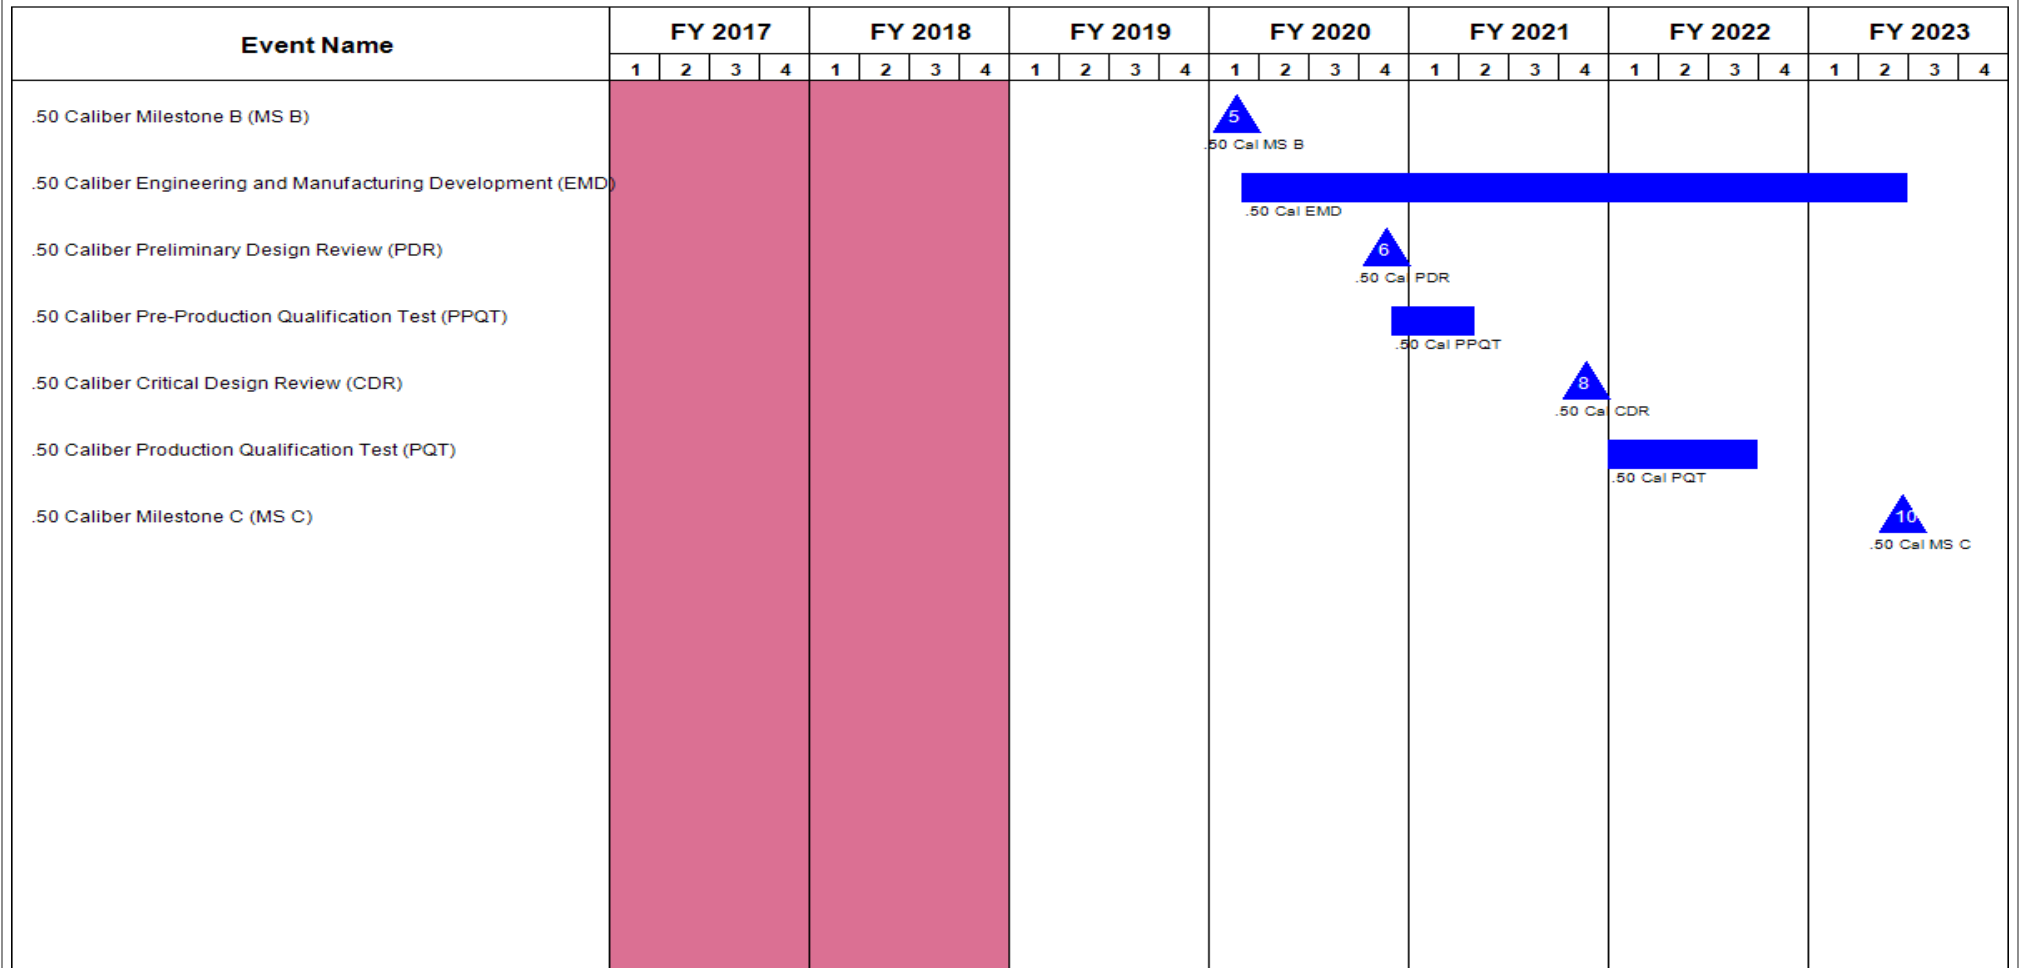 Event Name
FY 2017 FY 2018 FY 2019 FY 2020 FY 2021 FY 2022 FY 2023
1 2 3 4 1 2 3 4 1 2 3 4 1 2 3 4 1 2 3 4 1 2 3 4 1 2 3 4
.50 Caliber Milestone B (MS B)
5
.50 Cal MS B
.50 Caliber Engineering and Manufacturing Development (EMD)
.50 Cal EMD
.50 Caliber Preliminary Design Review (PDR)
6
.50 Cal PDR
.50 Caliber Pre-Production Qualification Test (PPQT)
.50 Cal PPQT
.50 Caliber Critical Design Review (CDR)
8
.50 Cal CDR
.50 Caliber Production Qualification Test (PQT)
.50 Cal PQT
.50 Caliber Milestone C (MS C)
10
.50 Cal MS C